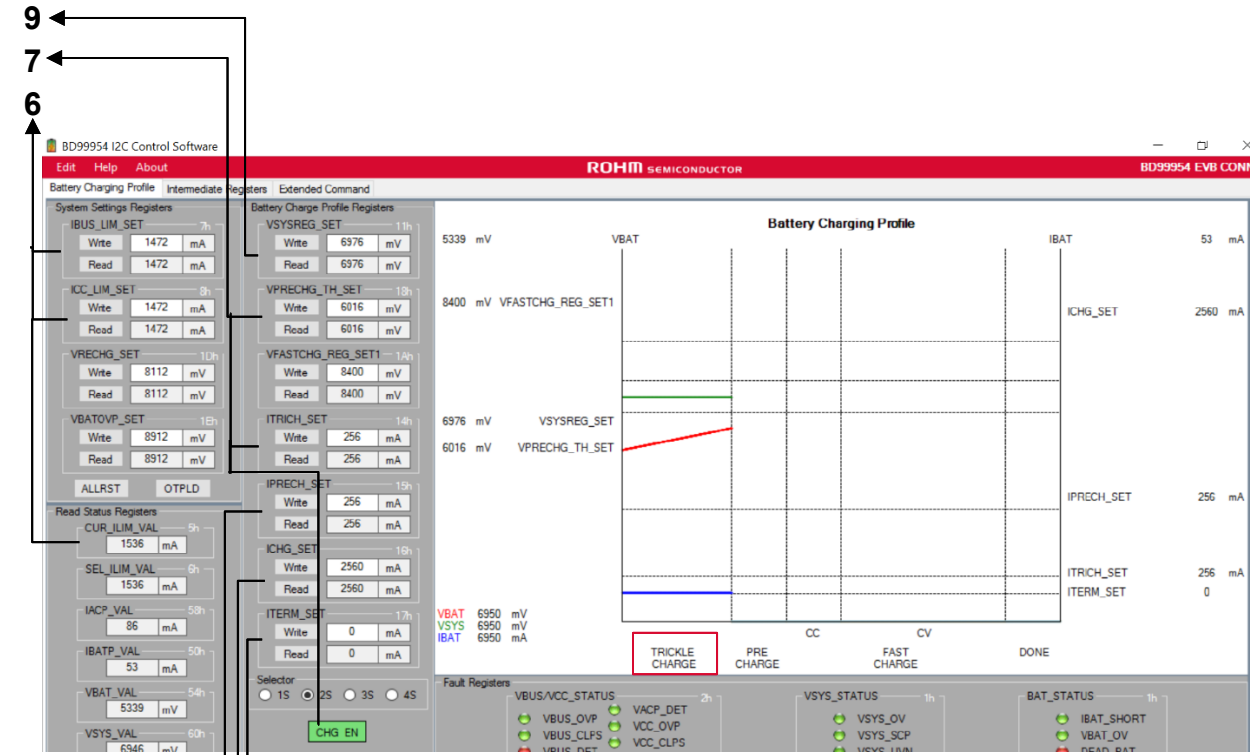 9
7
6
BD99954 I2C Control Software
Edit Help About
ROHM SEMICONDUCTOR
BD99954 EVB CONN
Battery Charging Profile Intermediate Registers Extended Command
System Settings Registers
IBUS_LIM_SET 7h
Write 1472 mA
Read 1472 mA
ICC_LIM_SET 8h
Write 1472 mA
Read 1472 mA
VRECHG_SET 1Dh
Write 8112 mV
Read 8112 mV
VBATOVP_SET 1Eh
Write 8912 mV
Read 8912 mV
ALLRST OTPLD
Read Status Registers
CUR_ILIM_VAL 5h
1536 mA
SEL_ILIM_VAL 6h
1536 mA
IACP_VAL 58h
86 mA
IBATP_VAL 50h
53 mA
VBAT_VAL 54h
5339 mV
VSYS_VAL 60h
6946 mV
Battery Charge Profile Registers
VSYSREG_SET 11h
Write 6976 mV
Read 6976 mV
VPRECHG_TH_SET 18h
Write 6016 mV
Read 6016 mV
VFASTCHG_REG_SET1 1Ah
Write 8400 mV
Read 8400 mV
ITRICH_SET 14h
Write 256 mA
Read 256 mA
IPRECH_SET 15h
Write 256 mA
Read 256 mA
ICHG_SET 16h
Write 2560 mA
Read 2560 mA
ITERM_SET 17h
Write 0 mA
Read 0 mA
Selector
1S 2S 3S 4S
CHG EN
Battery Charging Profile
5339 mV VBAT IBAT 53 mA
8400 mV VFASTCHG_REG_SET1
ICHG_SET 2560 mA
6976 mV VSYSREG_SET
6016 mV VPRECHG_TH_SET
IPRECH_SET 256 mA
ITRICH_SET 256 mA
ITERM_SET 0
VBAT 6950 mV
VSYS 6950 mV
IBAT 6950 mA
CC CV
TRICKLE CHARGE
PRE CHARGE
FAST CHARGE
DONE
Fault Registers
VBUS/VCC_STATUS 2h
VBUS_OVP
VBUS_CLPS
VBUS_DET
VACP_DET
VCC_OVP
VCC_CLPS
VSYS_STATUS 1h
VSYS_OV
VSYS_SCP
VSYS_UVN
BAT_STATUS 1h
IBAT_SHORT
VBAT_OV
DEAD_BAT